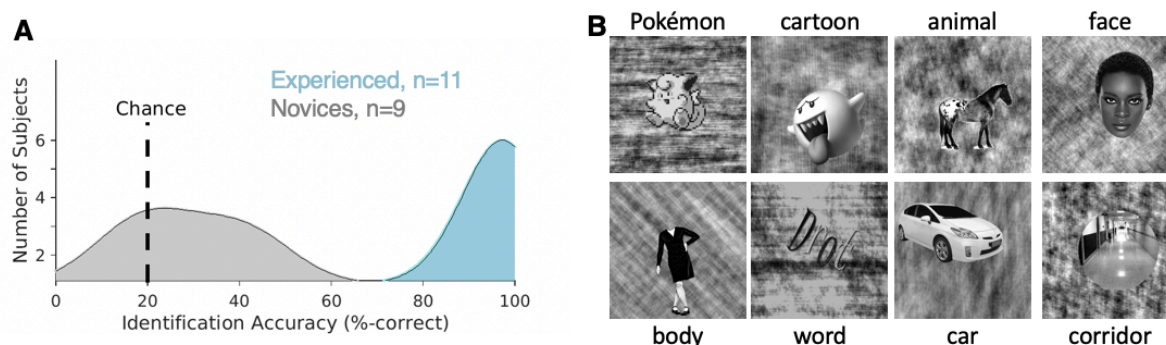 A
Experienced, n=11
Novices, n=9
Chance
Number of Subjects
6
4
2
0 20 40 60 80 100
Identification Accuracy (%-correct)
B
Pokémon cartoon animal face
Drot
body word car corridor